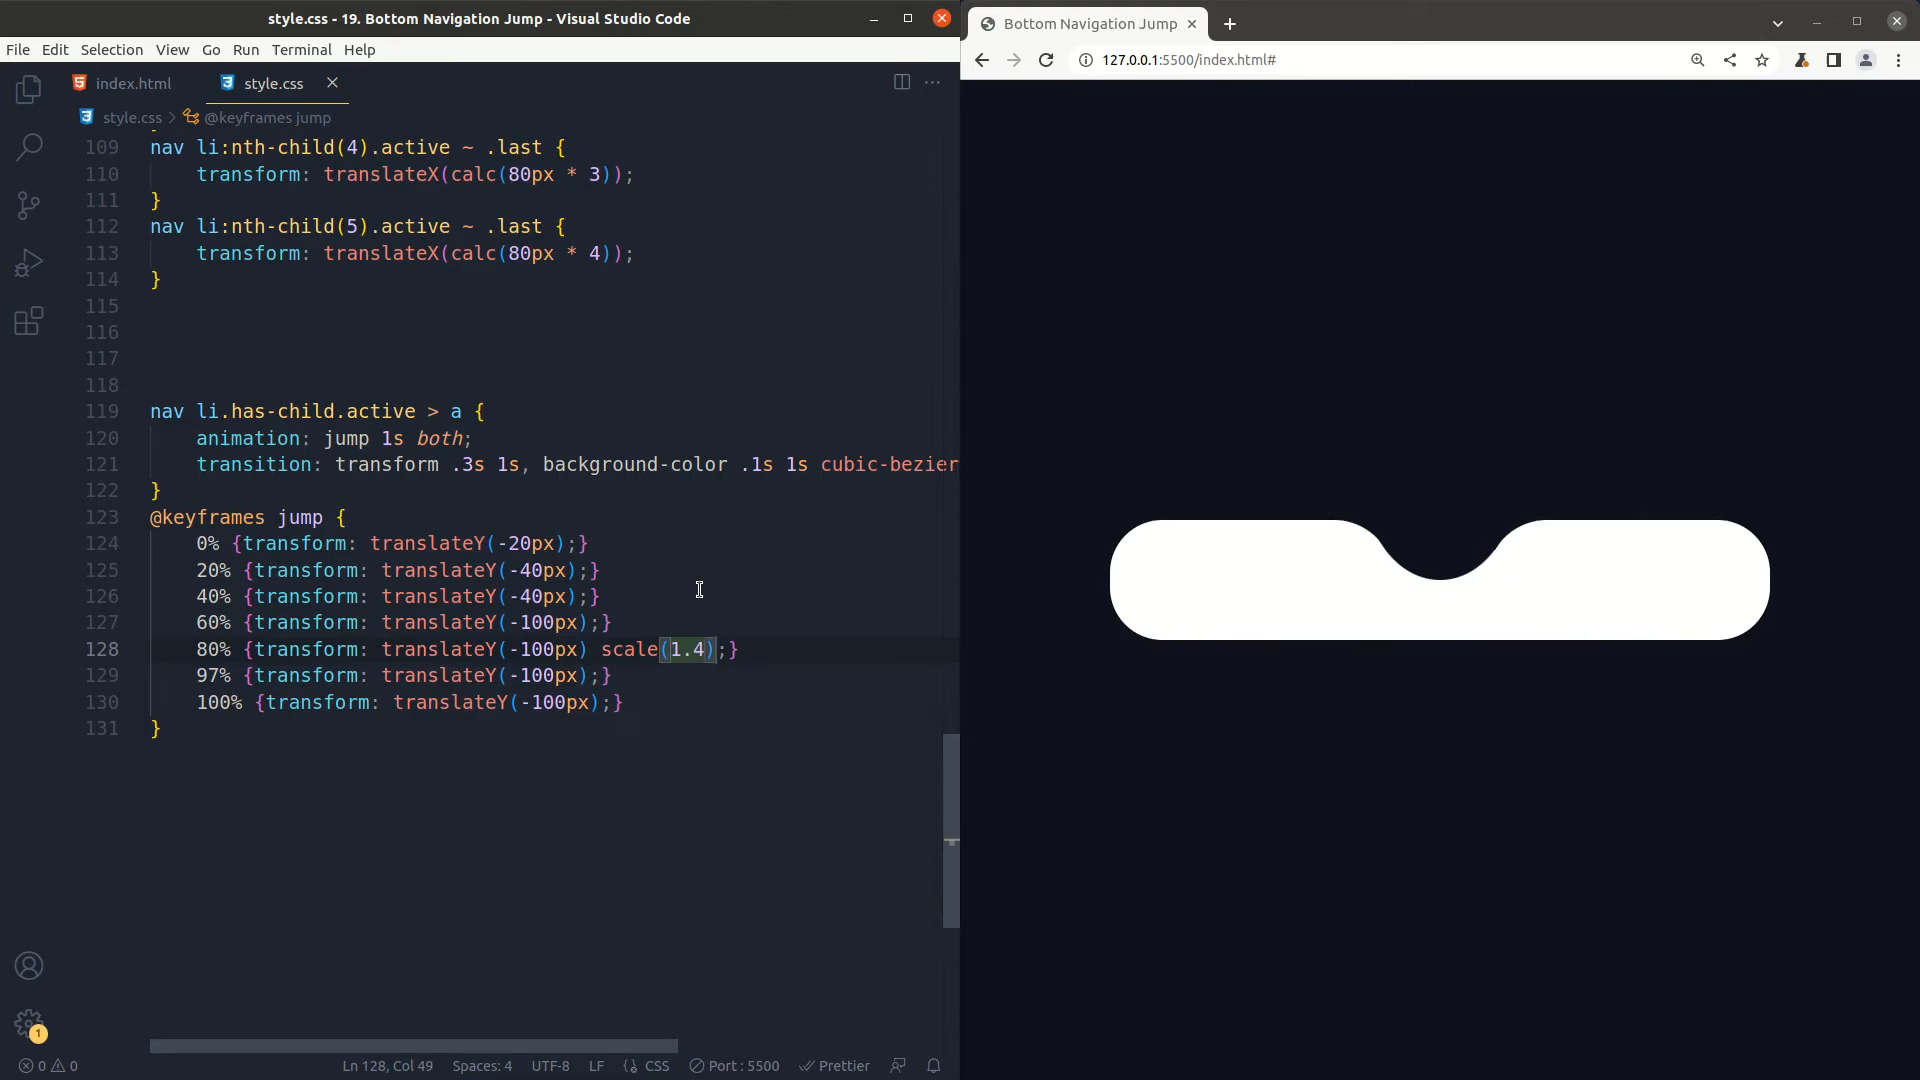 style.css - 19. Bottom Navigation Jump - Visual Studio Code
File Edit Selection View Go Run Terminal Help
index.html style.css
style.css > @keyframes jump
109 nav li:nth-child(4).active ~ .last {
110 transform: translateX(calc(80px * 3));
111 }
112 nav li:nth-child(5).active ~ .last {
113 transform: translateX(calc(80px * 4));
114 }
115
116
117
118
119 nav li.has-child.active > a {
120 animation: jump 1s both;
121 transition: transform .3s 1s, background-color .1s 1s cubic-bezier
122 }
123 @keyframes jump {
124 0% {transform: translateY(-20px);}
125 20% {transform: translateY(-40px);}
126 40% {transform: translateY(-40px);}
127 60% {transform: translateY(-100px);}
128 80% {transform: translateY(-100px) scale(1.4);}
129 97% {transform: translateY(-100px);}
130 100% {transform: translateY(-100px);}
131 }
1
0 0 Ln 128, Col 49 Spaces: 4 UTF-8 LF {} CSS Port : 5500 Prettier
Bottom Navigation Jump
127.0.0.1:5500/index.html#